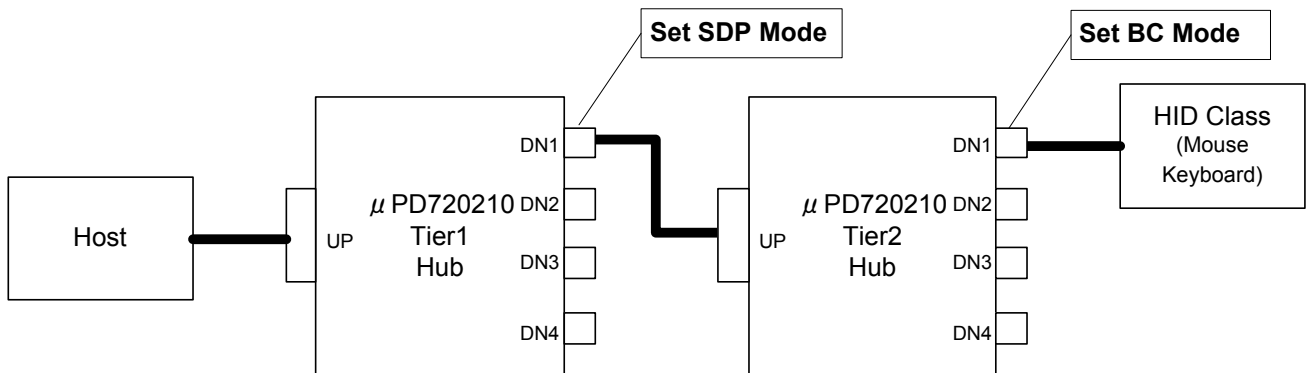 Set SDP Mode
Set BC Mode
Host
UP
μPD720210
Tier1
Hub
DN1
DN2
DN3
DN4
UP
μPD720210
Tier2
Hub
DN1
DN2
DN3
DN4
HID Class
(Mouse
Keyboard)